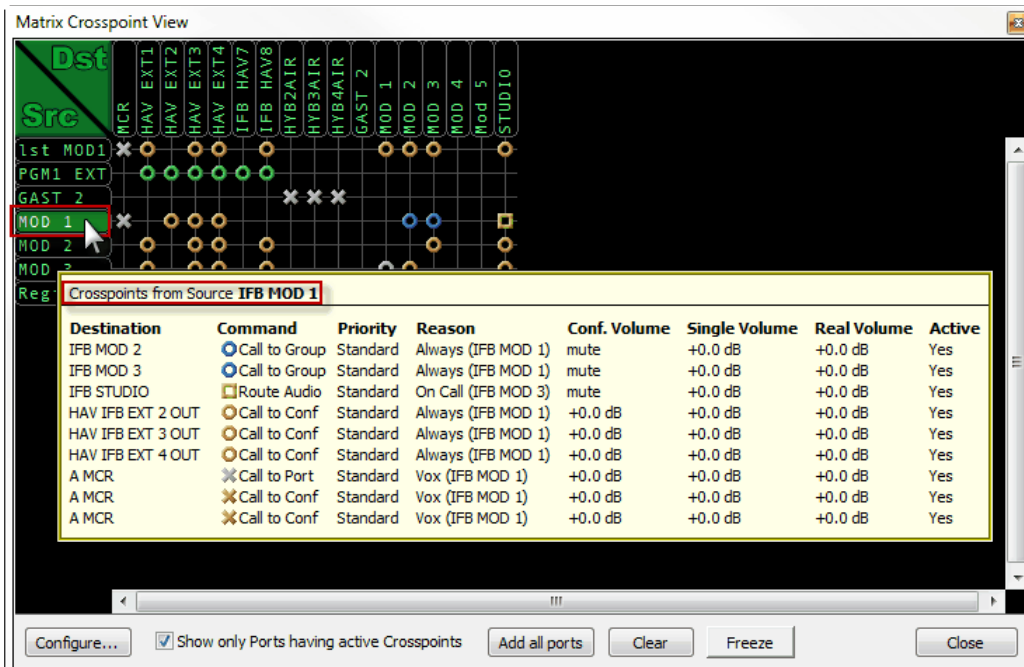 Matrix Crosspoint View
Dst
Src
MCR
HAV EXT1
HAV EXT2
HAV EXT3
HAV EXT4
IFB HAV7
IFB HAV8
HYB2AIR
HYB3AIR
HYB4AIR
GAST 2
MOD 1
MOD 2
MOD 3
MOD 4
Mod 5
STUDIO
lst MOD1
PGM1 EXT
GAST 2
MOD 1
MOD 2
MOD
Reg
Crosspoints from Source IFB MOD 1
Destination Command Priority Reason Conf. Volume Single Volume Real Volume Active
IFB MOD 2 Call to Group Standard Always (IFB MOD 1) mute +0.0 dB +0.0 dB Yes
IFB MOD 3 Call to Group Standard Always (IFB MOD 1) mute +0.0 dB +0.0 dB Yes
IFB STUDIO Route Audio Standard On Call (IFB MOD 3) mute +0.0 dB +0.0 dB Yes
HAV IFB EXT 2 OUT Call to Conf Standard Always (IFB MOD 1) +0.0 dB +0.0 dB +0.0 dB Yes
HAV IFB EXT 3 OUT Call to Conf Standard Always (IFB MOD 1) +0.0 dB +0.0 dB +0.0 dB Yes
HAV IFB EXT 4 OUT Call to Conf Standard Always (IFB MOD 1) +0.0 dB +0.0 dB +0.0 dB Yes
A MCR Call to Port Standard Vox (IFB MOD 1) +0.0 dB +0.0 dB +0.0 dB Yes
A MCR Call to Conf Standard Vox (IFB MOD 1) +0.0 dB +0.0 dB +0.0 dB Yes
A MCR Call to Conf Standard Vox (IFB MOD 1) +0.0 dB +0.0 dB +0.0 dB Yes
Configure... Show only Ports having active Crosspoints Add all ports Clear Freeze Close